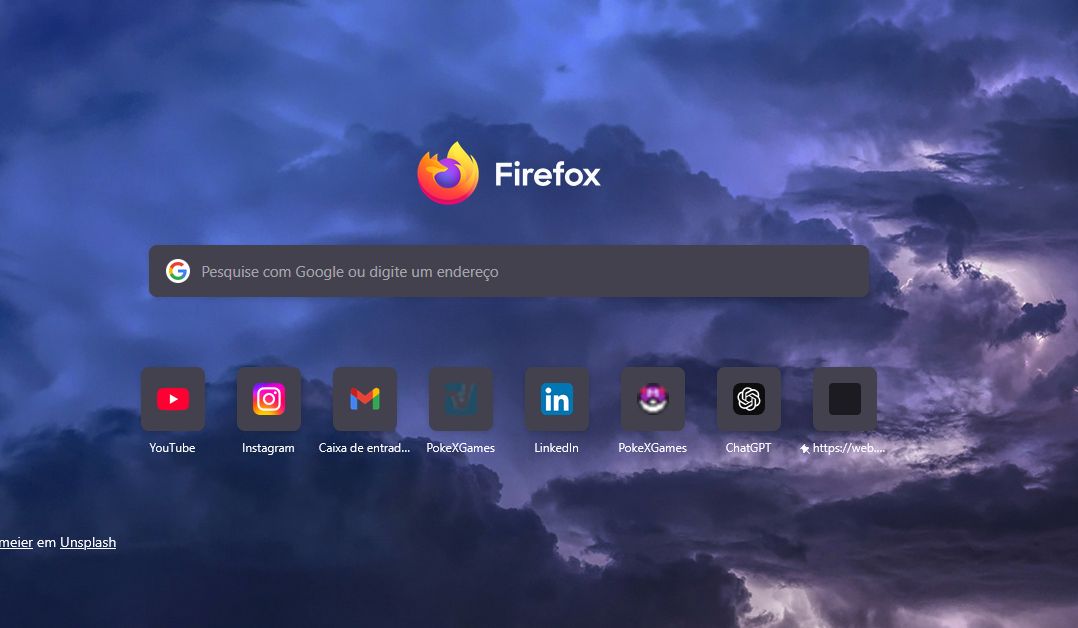 Firefox
Pesquise com Google ou digite um endereço
YouTube
Instagram
Caixa de entrad...
PokeXGames
LinkedIn
PokeXGames
ChatGPT
https://web....
meier em Unsplash